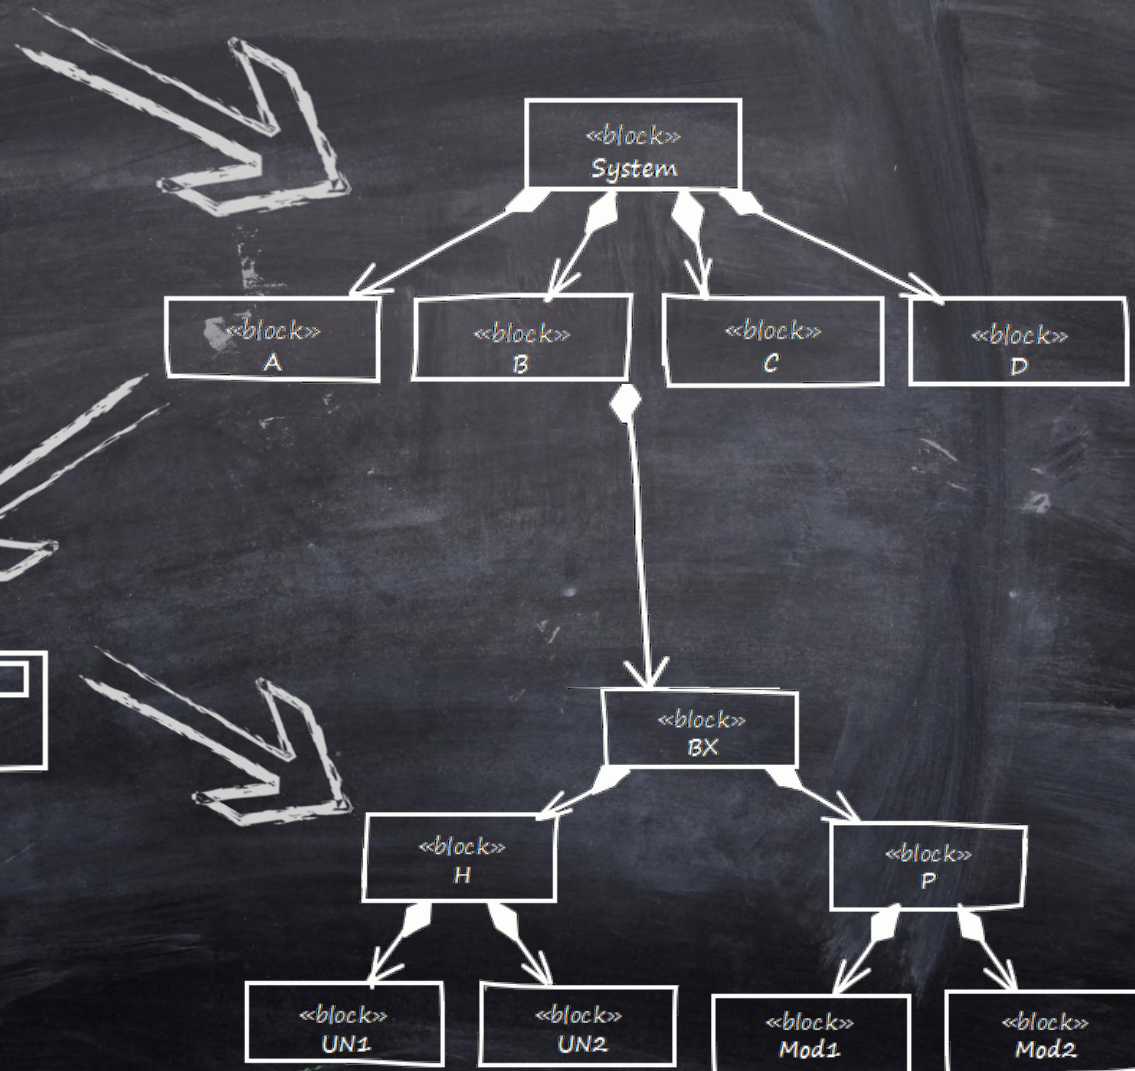 «block»
System
«block»
A
«block»
B
«block»
C
«block»
D
«block»
BX
«block»
H
«block»
P
«block»
UN1
«block»
UN2
«block»
Mod1
«block»
Mod2